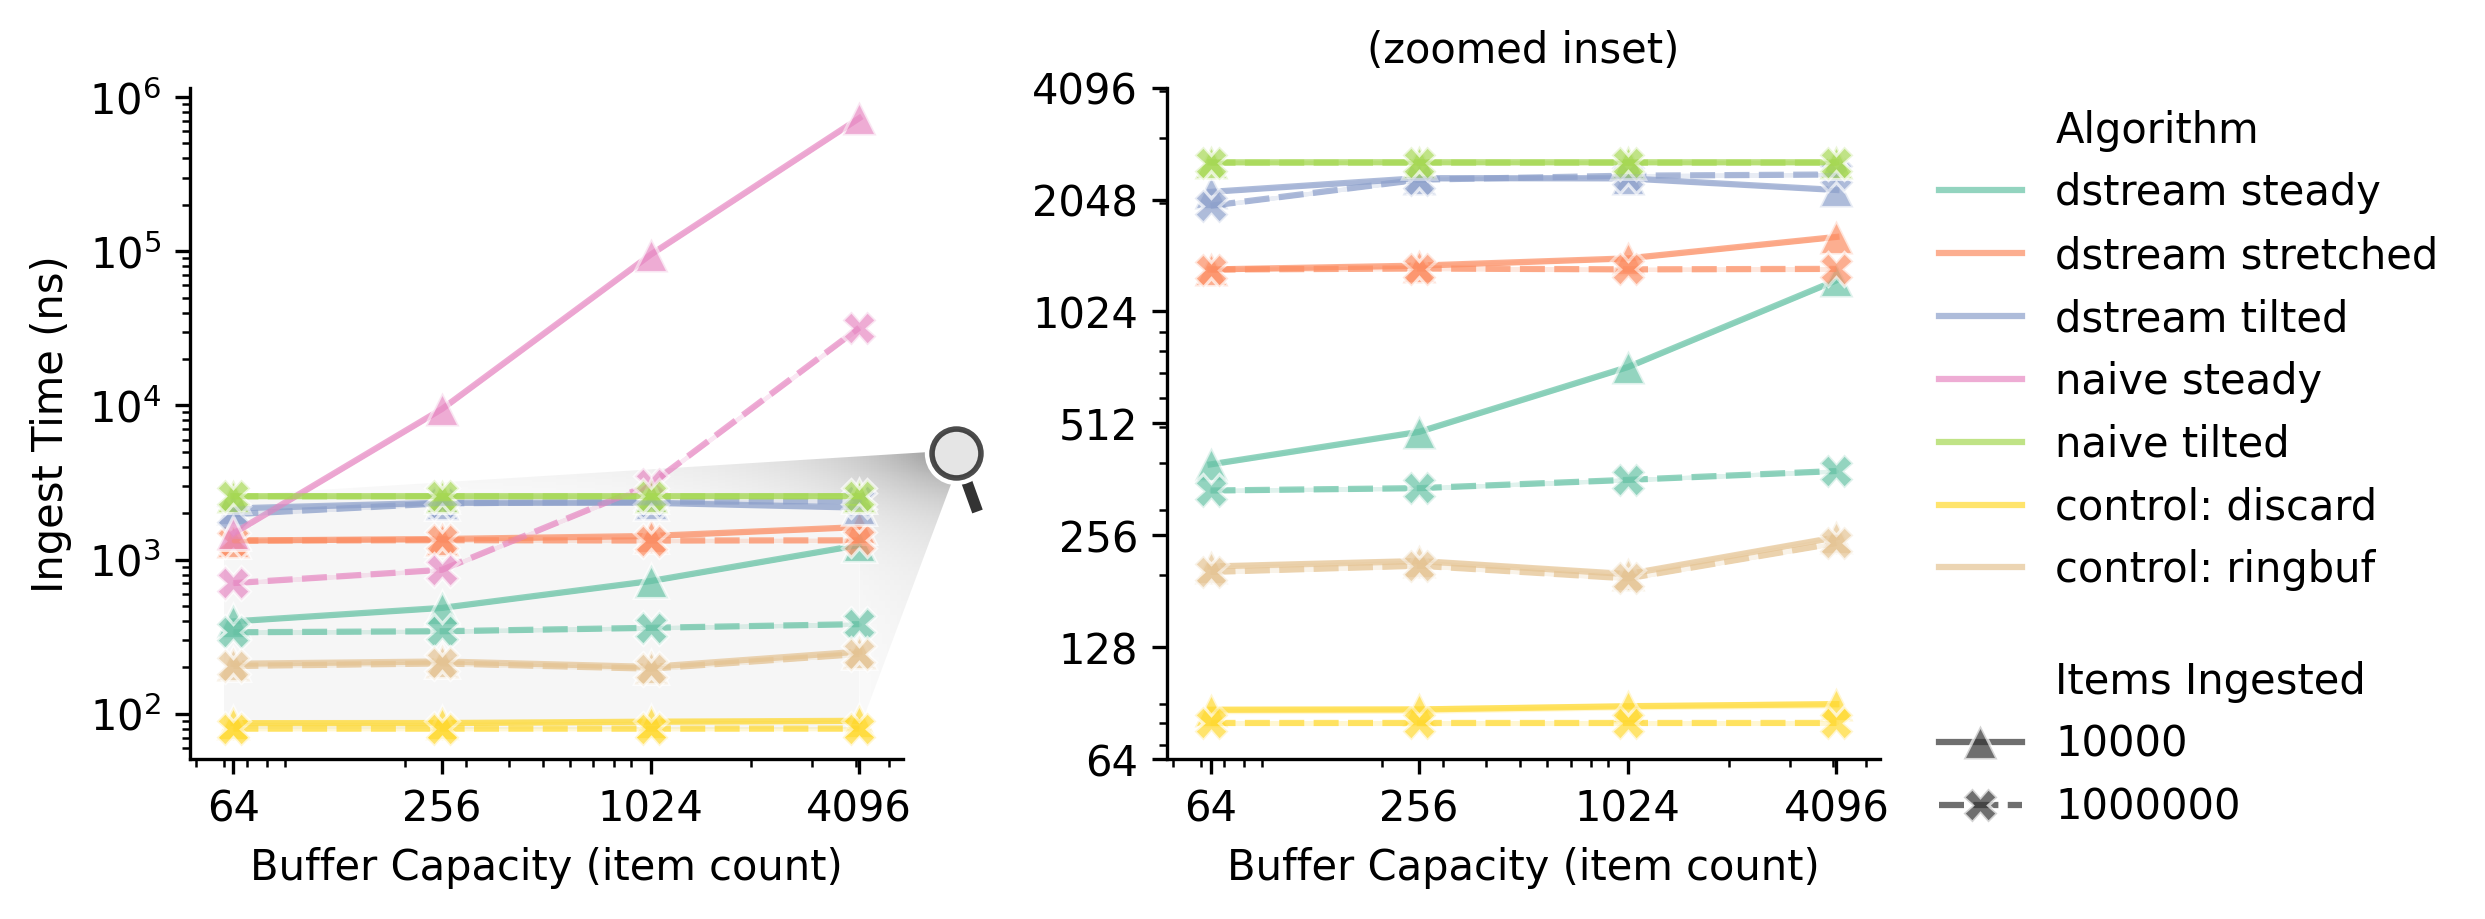 (zoomed inset)
Ingest Time (ns)
10^6
10^5
10^4
10^3
10^2
64 256 1024 4096
Buffer Capacity (item count)
4096
2048
1024
512
256
128
64
64 256 1024 4096
Buffer Capacity (item count)
Algorithm
dstream steady
dstream stretched
dstream tilted
naive steady
naive tilted
control: discard
control: ringbuf
Items Ingested
10000
1000000